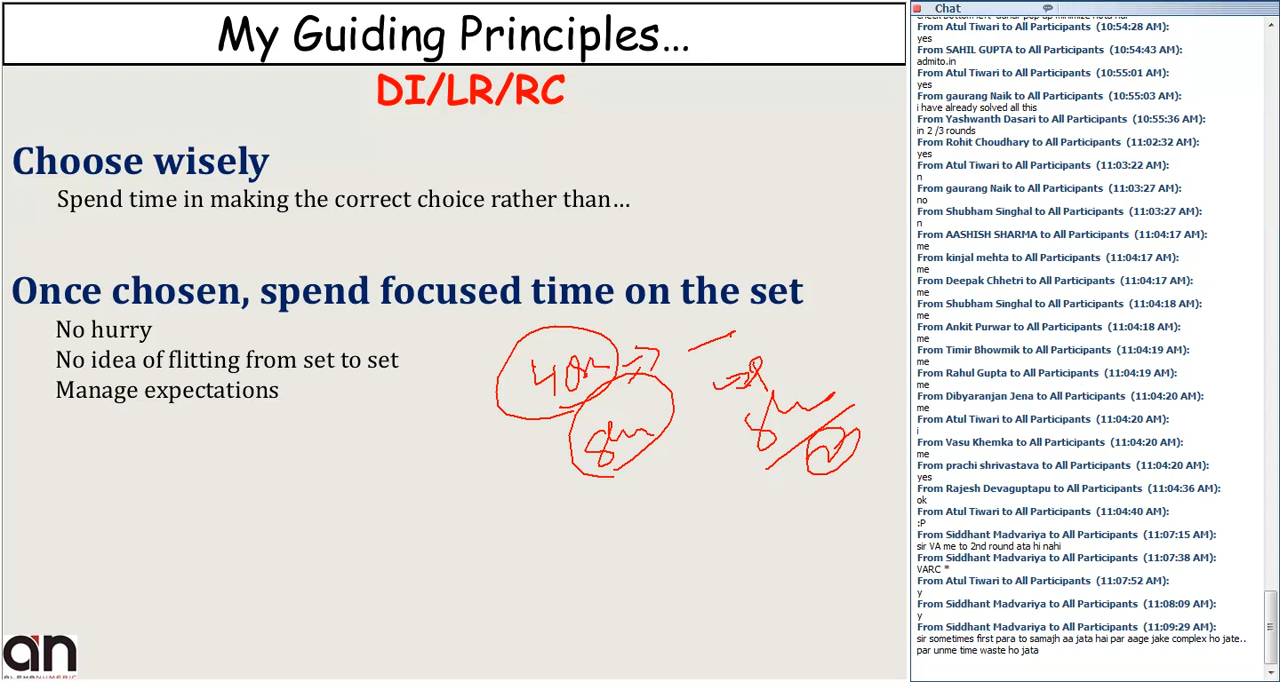 My Guiding Principles...
DI/LR/RC
Choose wisely
Spend time in making the correct choice rather than...
Once chosen, spend focused time on the set
No hurry
No idea of flitting from set to set
Manage expectations
40m
8m
8m
2
an
ALPHANUMERIC
Chat
From Atul Tiwari to All Participants (10:54:28 AM):
yes
From SAHIL GUPTA to All Participants (10:54:43 AM):
admito.in
From Atul Tiwari to All Participants (10:55:01 AM):
yes
From gaurang Naik to All Participants (10:55:03 AM):
i have already solved all this
From Yashwanth Dasari to All Participants (10:55:36 AM):
in 2 /3 rounds
From Rohit Choudhary to All Participants (11:02:32 AM):
yes
From Atul Tiwari to All Participants (11:03:22 AM):
n
From gaurang Naik to All Participants (11:03:27 AM):
no
From Shubham Singhal to All Participants (11:03:27 AM):
n
From AASHISH SHARMA to All Participants (11:04:17 AM):
me
From kinjal mehta to All Participants (11:04:17 AM):
me
From Deepak Chhetri to All Participants (11:04:17 AM):
me
From Shubham Singhal to All Participants (11:04:18 AM):
me
From Ankit Purwar to All Participants (11:04:18 AM):
me
From Timir Bhowmik to All Participants (11:04:19 AM):
me
From Rahul Gupta to All Participants (11:04:19 AM):
me
From Dibyaranjan Jena to All Participants (11:04:20 AM):
me
From Atul Tiwari to All Participants (11:04:20 AM):
i
From Vasu Khemka to All Participants (11:04:20 AM):
me
From prachi shrivastava to All Participants (11:04:20 AM):
yes
From Rajesh Devaguptapu to All Participants (11:04:36 AM):
ok
From Atul Tiwari to All Participants (11:04:40 AM):
:P
From Siddhant Madvariya to All Participants (11:07:15 AM):
sir VA me to 2nd round ata hi nahi
From Siddhant Madvariya to All Participants (11:07:38 AM):
VARC *
From Atul Tiwari to All Participants (11:07:52 AM):
y
From Siddhant Madvariya to All Participants (11:08:09 AM):
y
From Siddhant Madvariya to All Participants (11:09:29 AM):
sir sometimes first para to samajh aa jata hai par aage jake complex ho jate..
par unme time waste ho jata